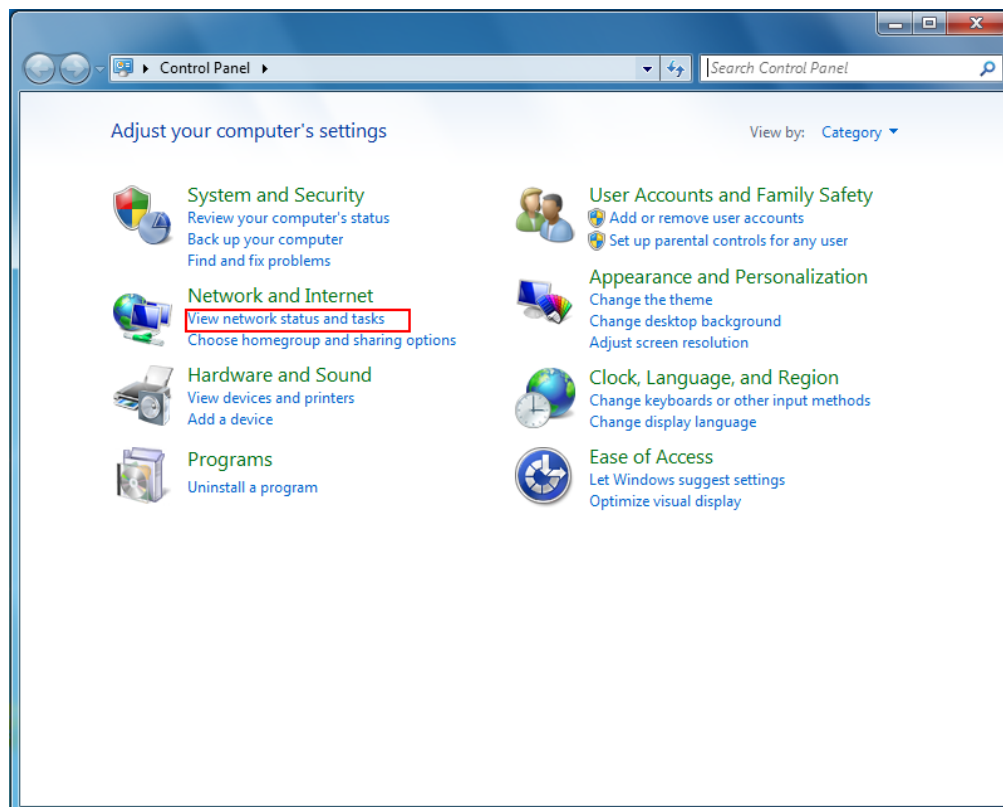 Control Panel
Search Control Panel
Adjust your computer's settings
View by: Category
System and Security
Review your computer's status
Back up your computer
Find and fix problems
Network and Internet
View network status and tasks
Choose homegroup and sharing options
Hardware and Sound
View devices and printers
Add a device
Programs
Uninstall a program
User Accounts and Family Safety
Add or remove user accounts
Set up parental controls for any user
Appearance and Personalization
Change the theme
Change desktop background
Adjust screen resolution
Clock, Language, and Region
Change keyboards or other input methods
Change display language
Ease of Access
Let Windows suggest settings
Optimize visual display